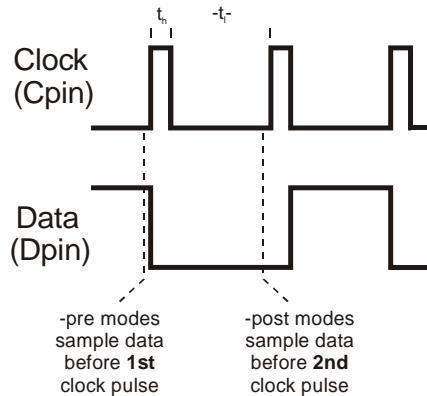 tₕ
-tₗ-
Clock
(Cpin)
Data
(Dpin)
-pre modes
sample data
before 1st
clock pulse
-post modes
sample data
before 2nd
clock pulse